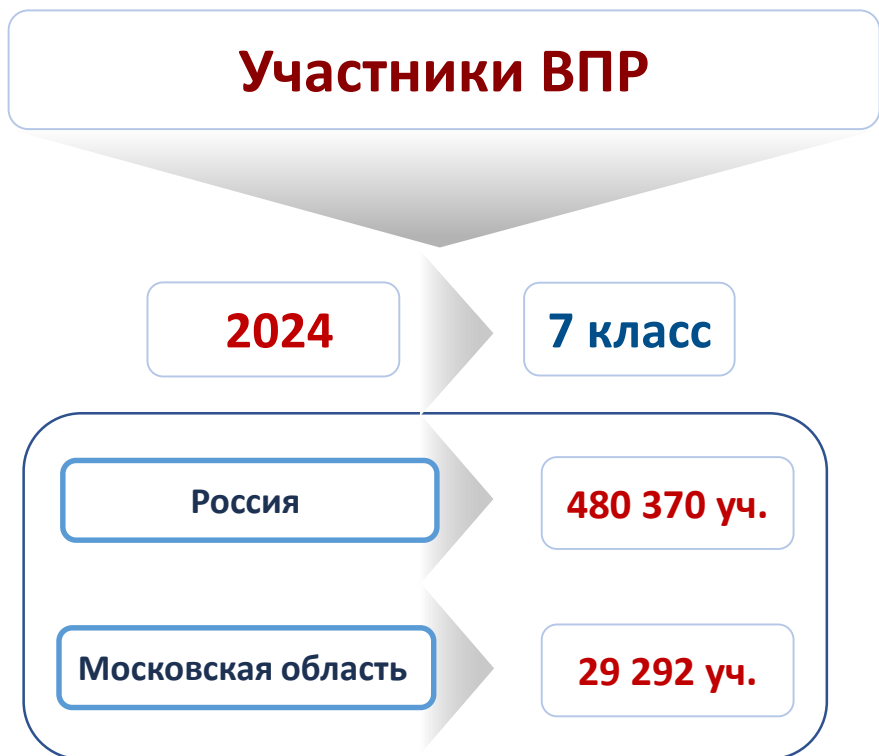 Участники ВПР
2024
7 класс
Россия
480 370 уч.
Московская область
29 292 уч.